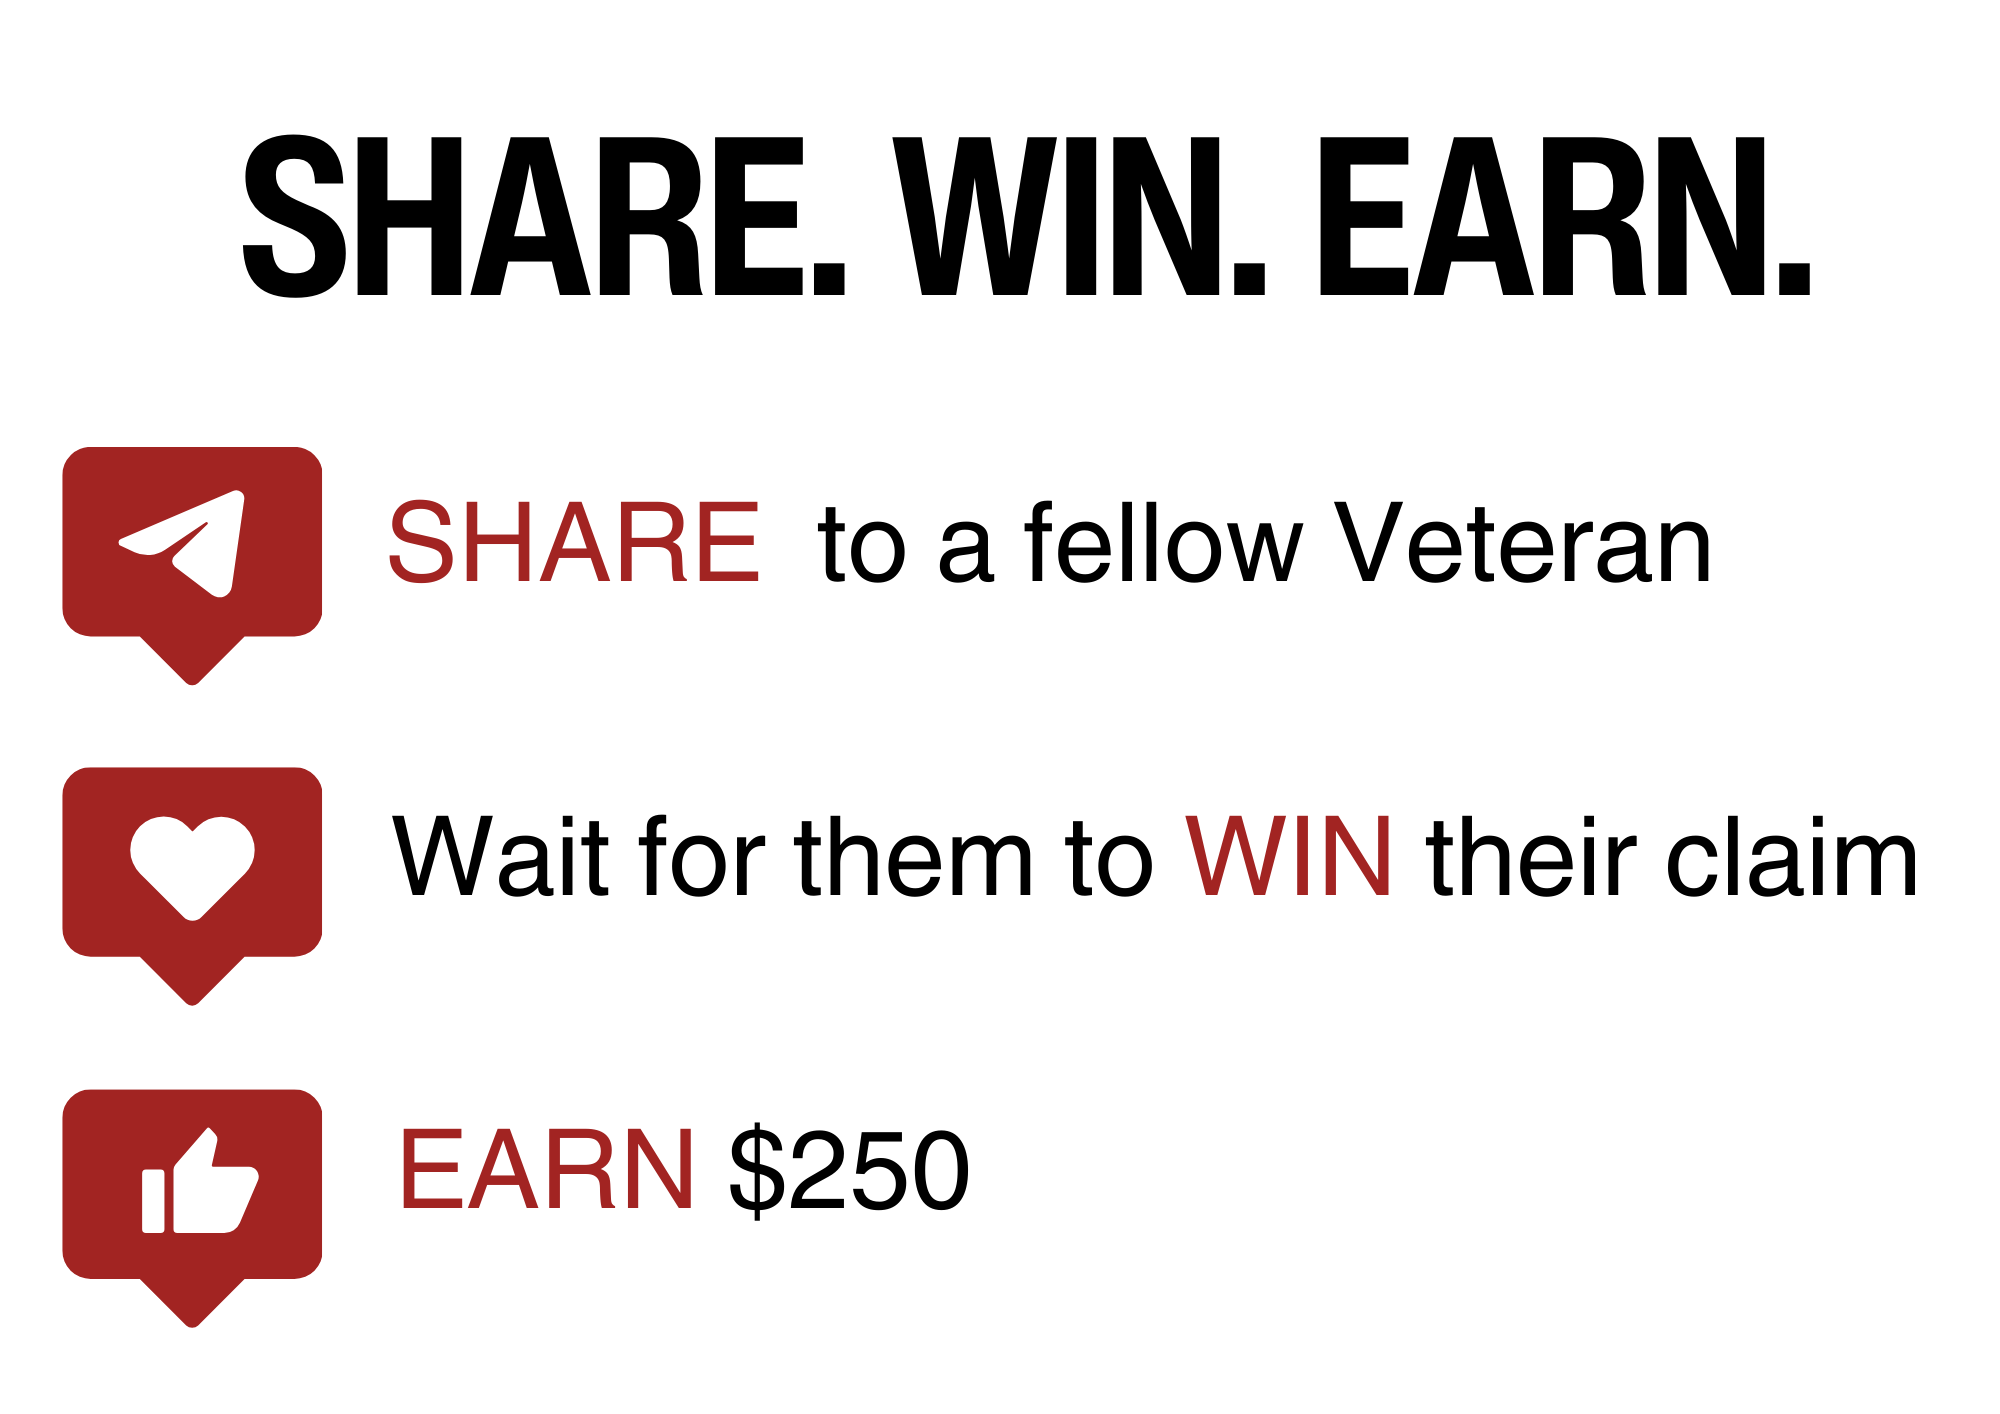 SHARE. WIN. EARN.
SHARE to a fellow Veteran
Wait for them to WIN their claim
EARN $250